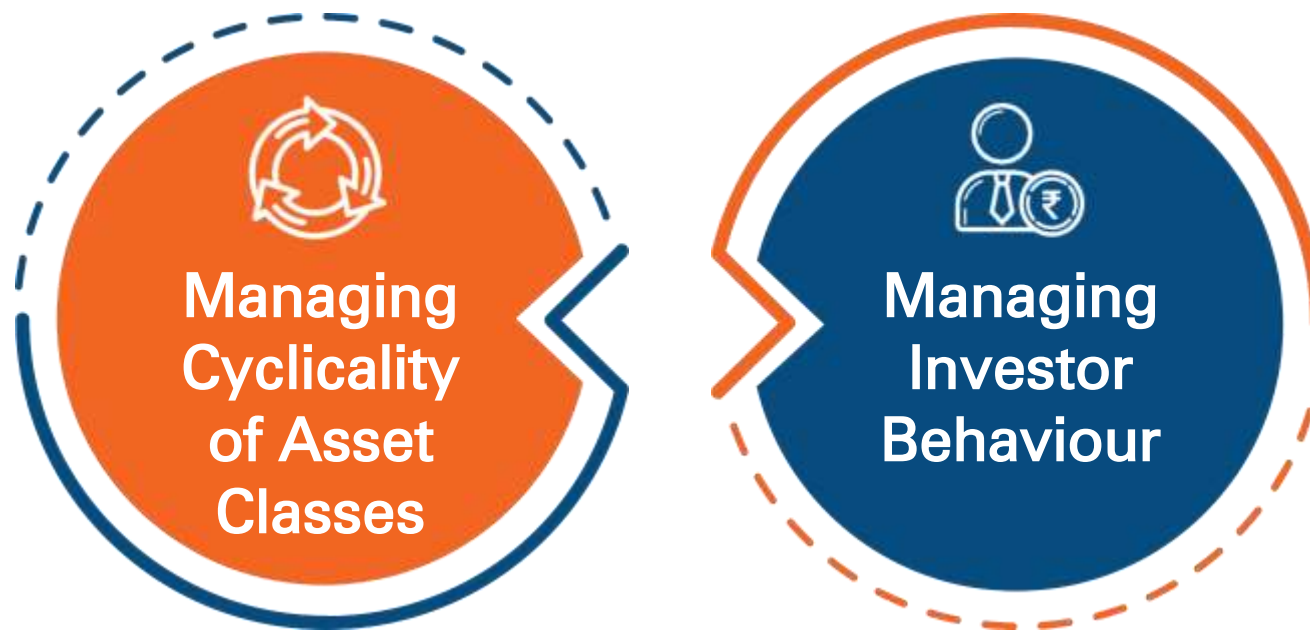 Managing
Cyclicality
of Asset
Classes
₹
Managing
Investor
Behaviour